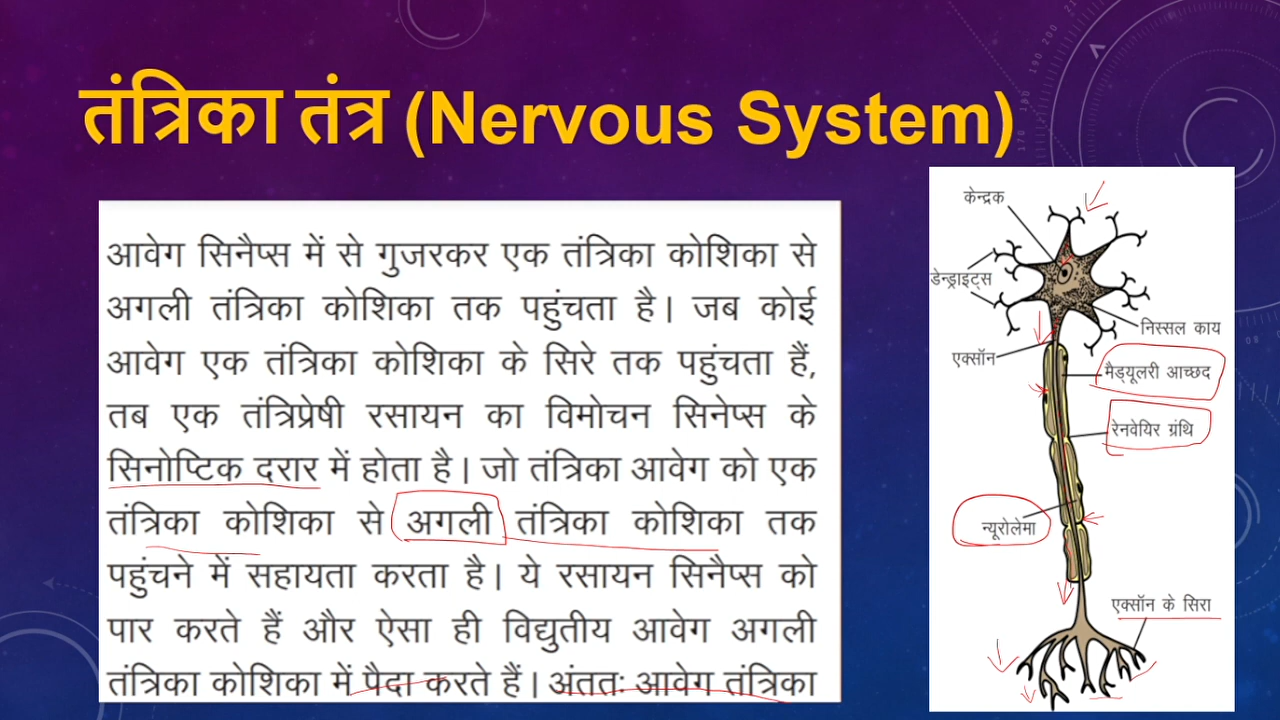 तंत्रिका तंत्र (Nervous System)
आवेग सिनैप्स में से गुजरकर एक तंत्रिका कोशिका से
अगली तंत्रिका कोशिका तक पहुंचता है। जब कोई
आवेग एक तंत्रिका कोशिका के सिरे तक पहुंचता हैं,
तब एक तंत्रिप्रेषी रसायन का विमोचन सिनेप्स के
सिनोप्टिक दरार में होता है। जो तंत्रिका आवेग को एक
तंत्रिका कोशिका से अगली तंत्रिका कोशिका तक
पहुंचने में सहायता करता है। ये रसायन सिनैप्स को
पार करते हैं और ऐसा ही विद्युतीय आवेग अगली
तंत्रिका कोशिका में पैदा करते हैं। अंततः आवेग तंत्रिका
केन्द्रक
डेन्ड्राइट्स
निस्सल काय
एक्सॉन
मेड्यूलरी आच्छद
रेनवेयिर ग्रंथि
न्यूरोलेमा
एक्सॉन के सिरा